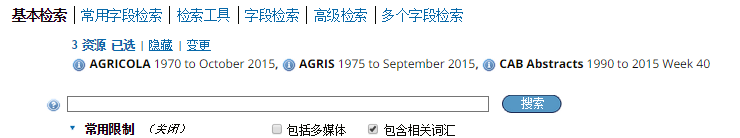 基本检索 | 常用字段检索 | 检索工具 | 字段检索 | 高级检索 | 多个字段检索
3 资源 已选 | 隐藏 | 变更
AGRICOLA 1970 to October 2015, AGRIS 1975 to September 2015, CAB Abstracts 1990 to 2015 Week 40
? 搜索
常用限制 (关闭) 包括多媒体 包含相关词汇